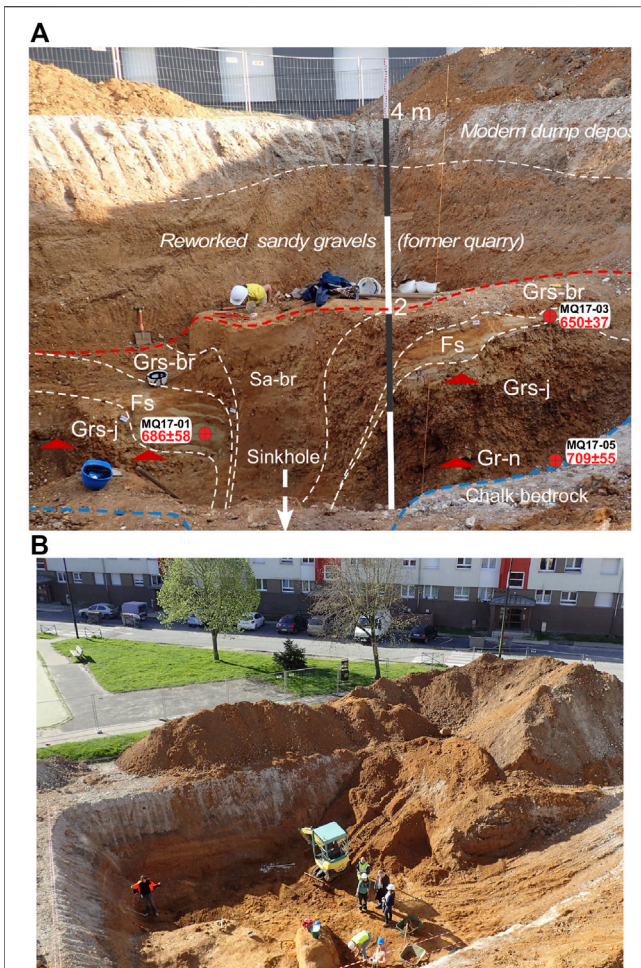 A
4 m
Modern dump depos
Reworked sandy gravels (former quarry)
2
Grs-br
MQ17-03
650±37
Fs
Grs-br
Sa-br
Fs
Grs-j
Grs-j
MQ17-01
686±58
Sinkhole
Gr-n
MQ17-05
709±55
Chalk bedrock
B